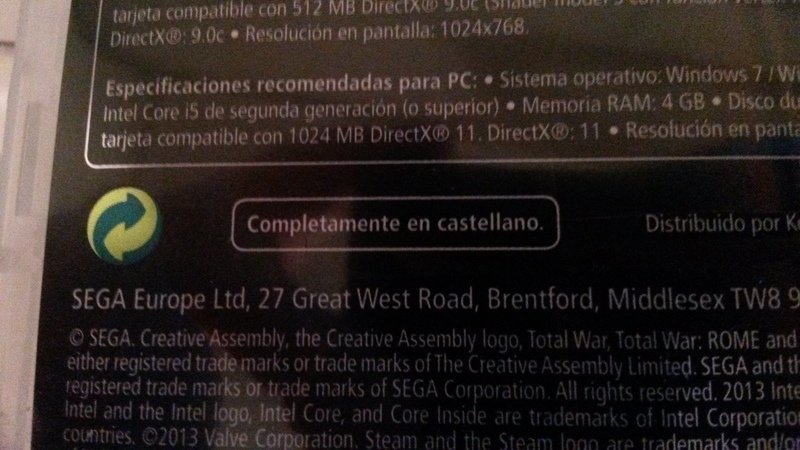 tarjeta compatible con 512 MB DirectX® 9.0c (Shader model 3 con función vertex
DirectX®: 9.0c • Resolución en pantalla: 1024x768.
Especificaciones recomendadas para PC: • Sistema operativo: Windows 7 /
Intel Core i5 de segunda generación (o superior) • Memoria RAM: 4 GB • Disco
tarjeta compatible con 1024 MB DirectX® 11. DirectX®: 11 • Resolución en
Completamente en castellano.
Distribuido por
SEGA Europe Ltd, 27 Great West Road, Brentford, Middlesex TW8
© SEGA. Creative Assembly, the Creative Assembly logo, Total War, Total War: ROME and
either registered trade marks or trade marks of The Creative Assembly Limited. SEGA and
registered trade marks or trade marks of SEGA Corporation. All rights reserved. 2013
Intel and the Intel logo, Intel Core, and Core Inside are trademarks of Intel
countries. ©2013 Valve Corporation. Steam and the Steam logo are trademarks